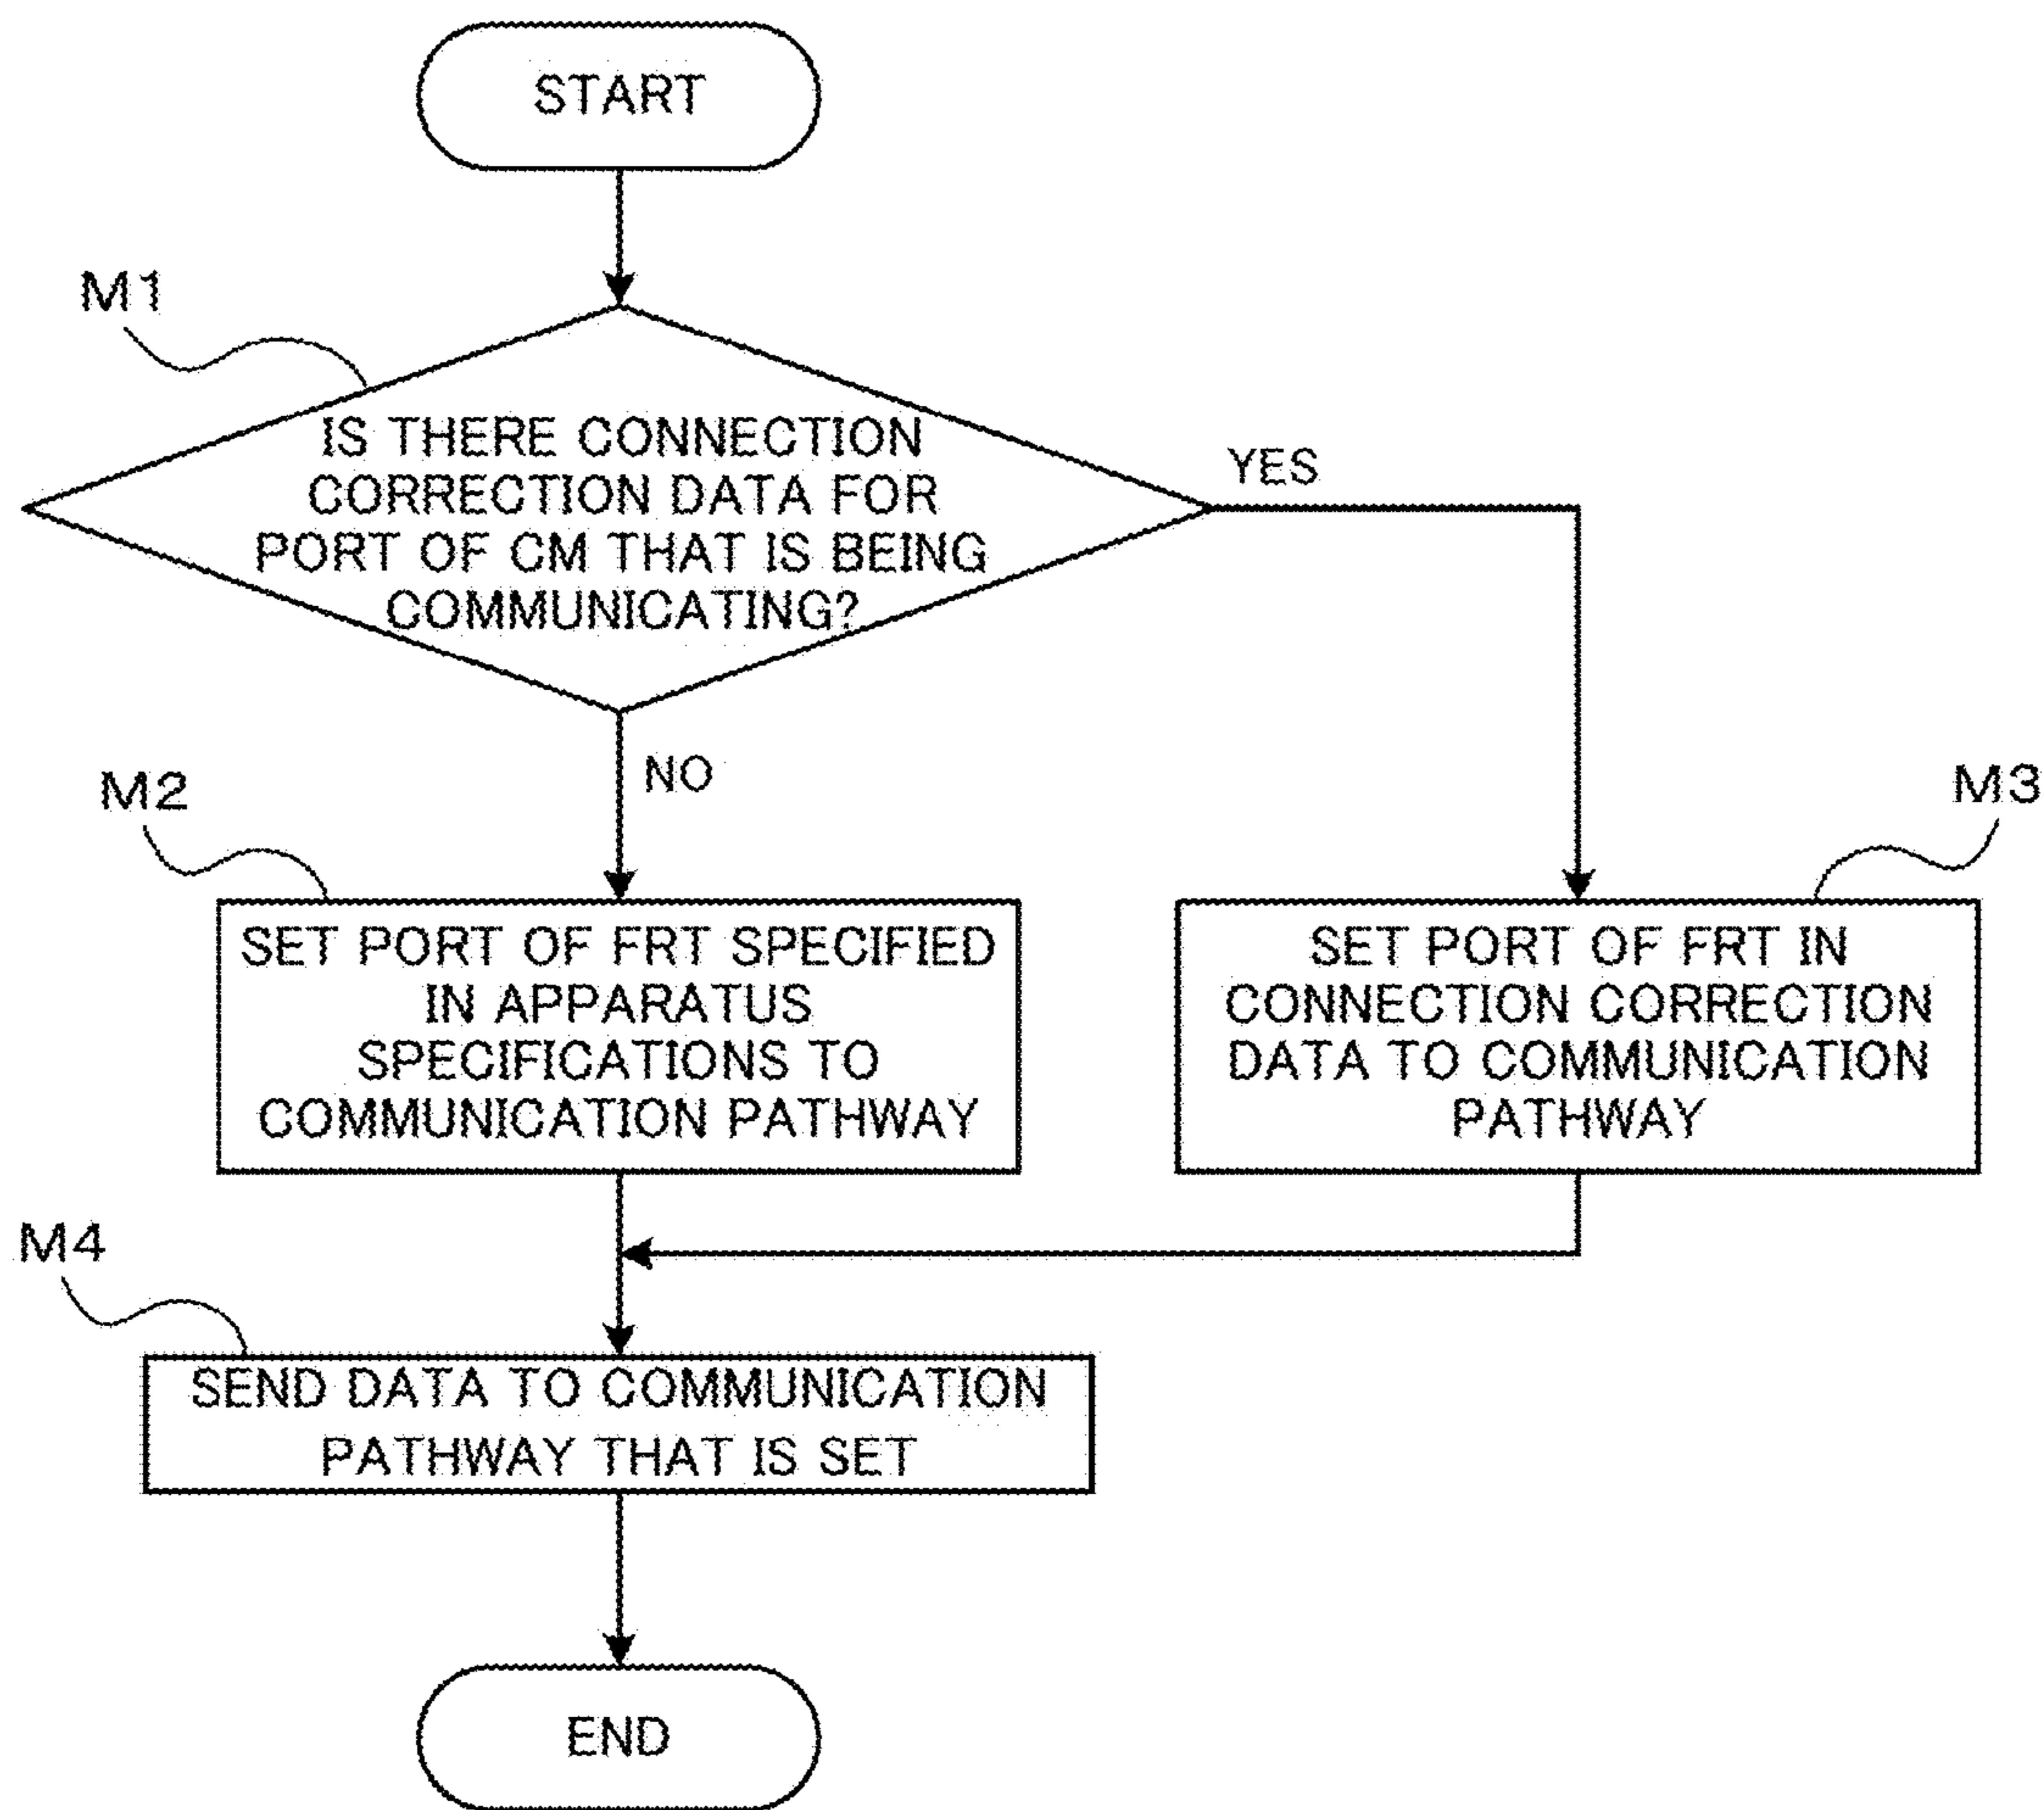 START
M1
IS THERE CONNECTION
CORRECTION DATA FOR
PORT OF CM THAT IS BEING
COMMUNICATING?
YES
NO
M2
SET PORT OF FRT SPECIFIED
IN APPARATUS
SPECIFICATIONS TO
COMMUNICATION PATHWAY
M3
SET PORT OF FRT IN
CONNECTION CORRECTION
DATA TO COMMUNICATION
PATHWAY
M4
SEND DATA TO COMMUNICATION
PATHWAY THAT IS SET
END